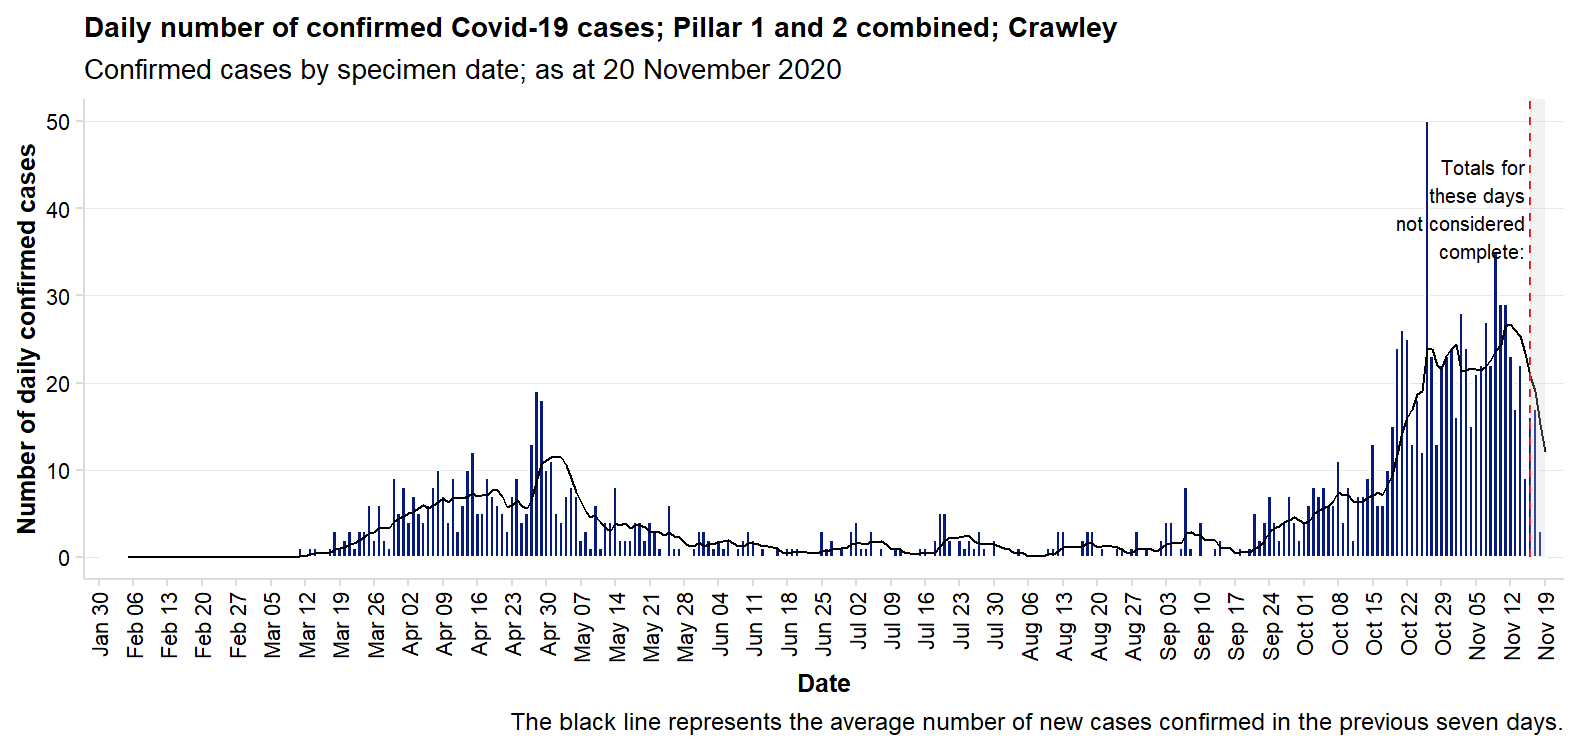 Daily number of confirmed Covid-19 cases; Pillar 1 and 2 combined; Crawley
Confirmed cases by specimen date; as at 20 November 2020
Number of daily confirmed cases
50
40
30
20
10
0
Totals for
these days
not considered
complete:
Jan 30
Feb 06
Feb 13
Feb 20
Feb 27
Mar 05
Mar 12
Mar 19
Mar 26
Apr 02
Apr 09
Apr 16
Apr 23
Apr 30
May 07
May 14
May 21
May 28
Jun 04
Jun 11
Jun 18
Jun 25
Jul 02
Jul 09
Jul 16
Jul 23
Jul 30
Aug 06
Aug 13
Aug 20
Aug 27
Sep 03
Sep 10
Sep 17
Sep 24
Oct 01
Oct 08
Oct 15
Oct 22
Oct 29
Nov 05
Nov 12
Nov 19
Date
The black line represents the average number of new cases confirmed in the previous seven days.